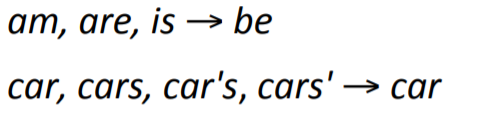 am, are, is → be
car, cars, car's, cars' → car